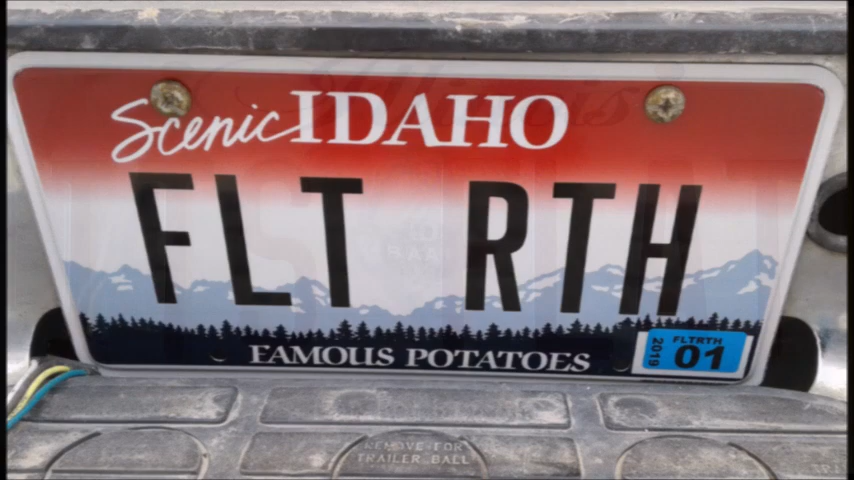 Scenic IDAHO
FLT RTH
FAMOUS POTATOES
2019
FLTRTH
01
REMOVE FOR
TRAILER BALL